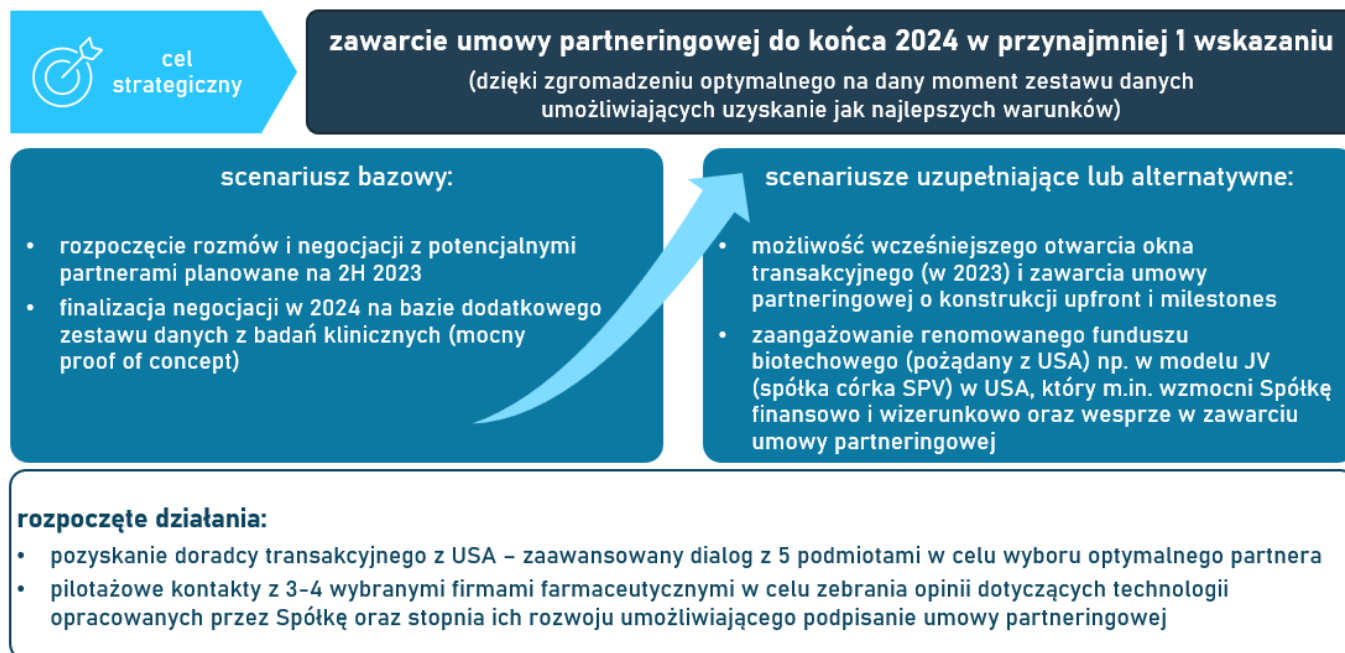 cel
strategiczny
zawarcie umowy partneringowej do końca 2024 w przynajmniej 1 wskazaniu
(dzięki zgromadzeniu optymalnego na dany moment zestawu danych
umożliwiających uzyskanie jak najlepszych warunków)
scenariusz bazowy:
• rozpoczęcie rozmów i negocjacji z potencjalnymi
partnerami planowane na 2H 2023
• finalizacja negocjacji w 2024 na bazie dodatkowego
zestawu danych z badań klinicznych (mocny
proof of concept)
scenariusze uzupełniające lub alternatywne:
• możliwość wcześniejszego otwarcia okna
transakcyjnego (w 2023) i zawarcia umowy
partneringowej o konstrukcji upfront i milestones
• zaangażowanie renomowanego funduszu
biotechowego (pożądany z USA) np. w modelu JV
(spółka córka SPV) w USA, który m.in. wzmocni Spółkę
finansowo i wizerunkowo oraz wesprze w zawarciu
umowy partneringowej
rozpoczęte działania:
• pozyskanie doradcy transakcyjnego z USA – zaawansowany dialog z 5 podmiotami w celu wyboru optymalnego partnera
• pilotażowe kontakty z 3-4 wybranymi firmami farmaceutycznymi w celu zebrania opinii dotyczących technologii
opracowanych przez Spółkę oraz stopnia ich rozwoju umożliwiającego podpisanie umowy partneringowej